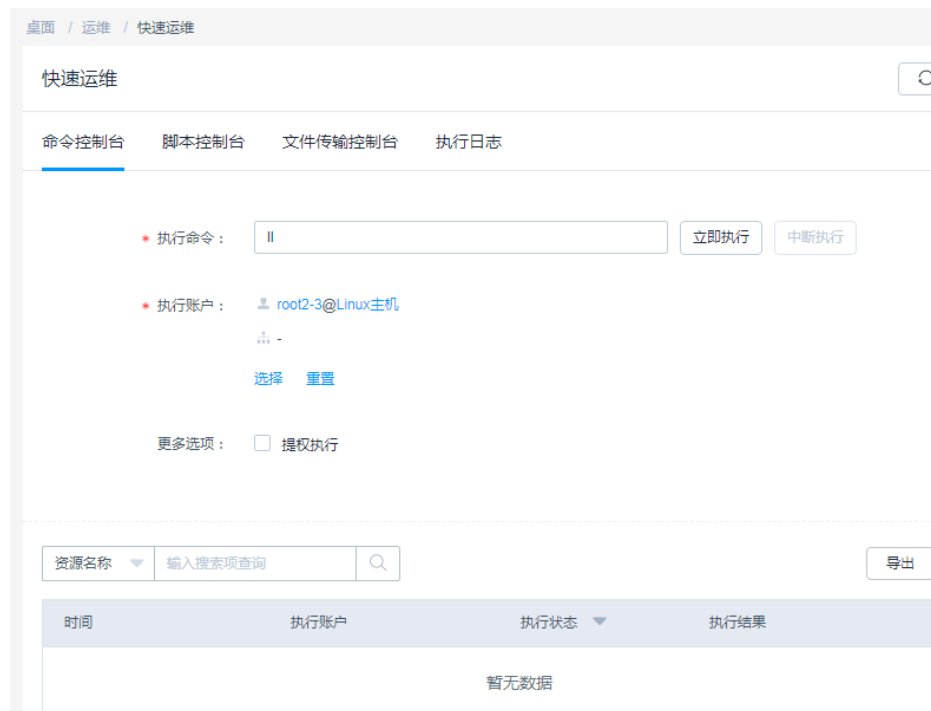 桌面 / 运维 / 快速运维
快速运维
命令控制台 脚本控制台 文件传输控制台 执行日志
* 执行命令： ll 立即执行 中断执行
* 执行账户： root2-3@Linux主机
-
选择 重置
更多选项： 提权执行
资源名称 输入搜索项查询 导出
时间 执行账户 执行状态 执行结果
暂无数据